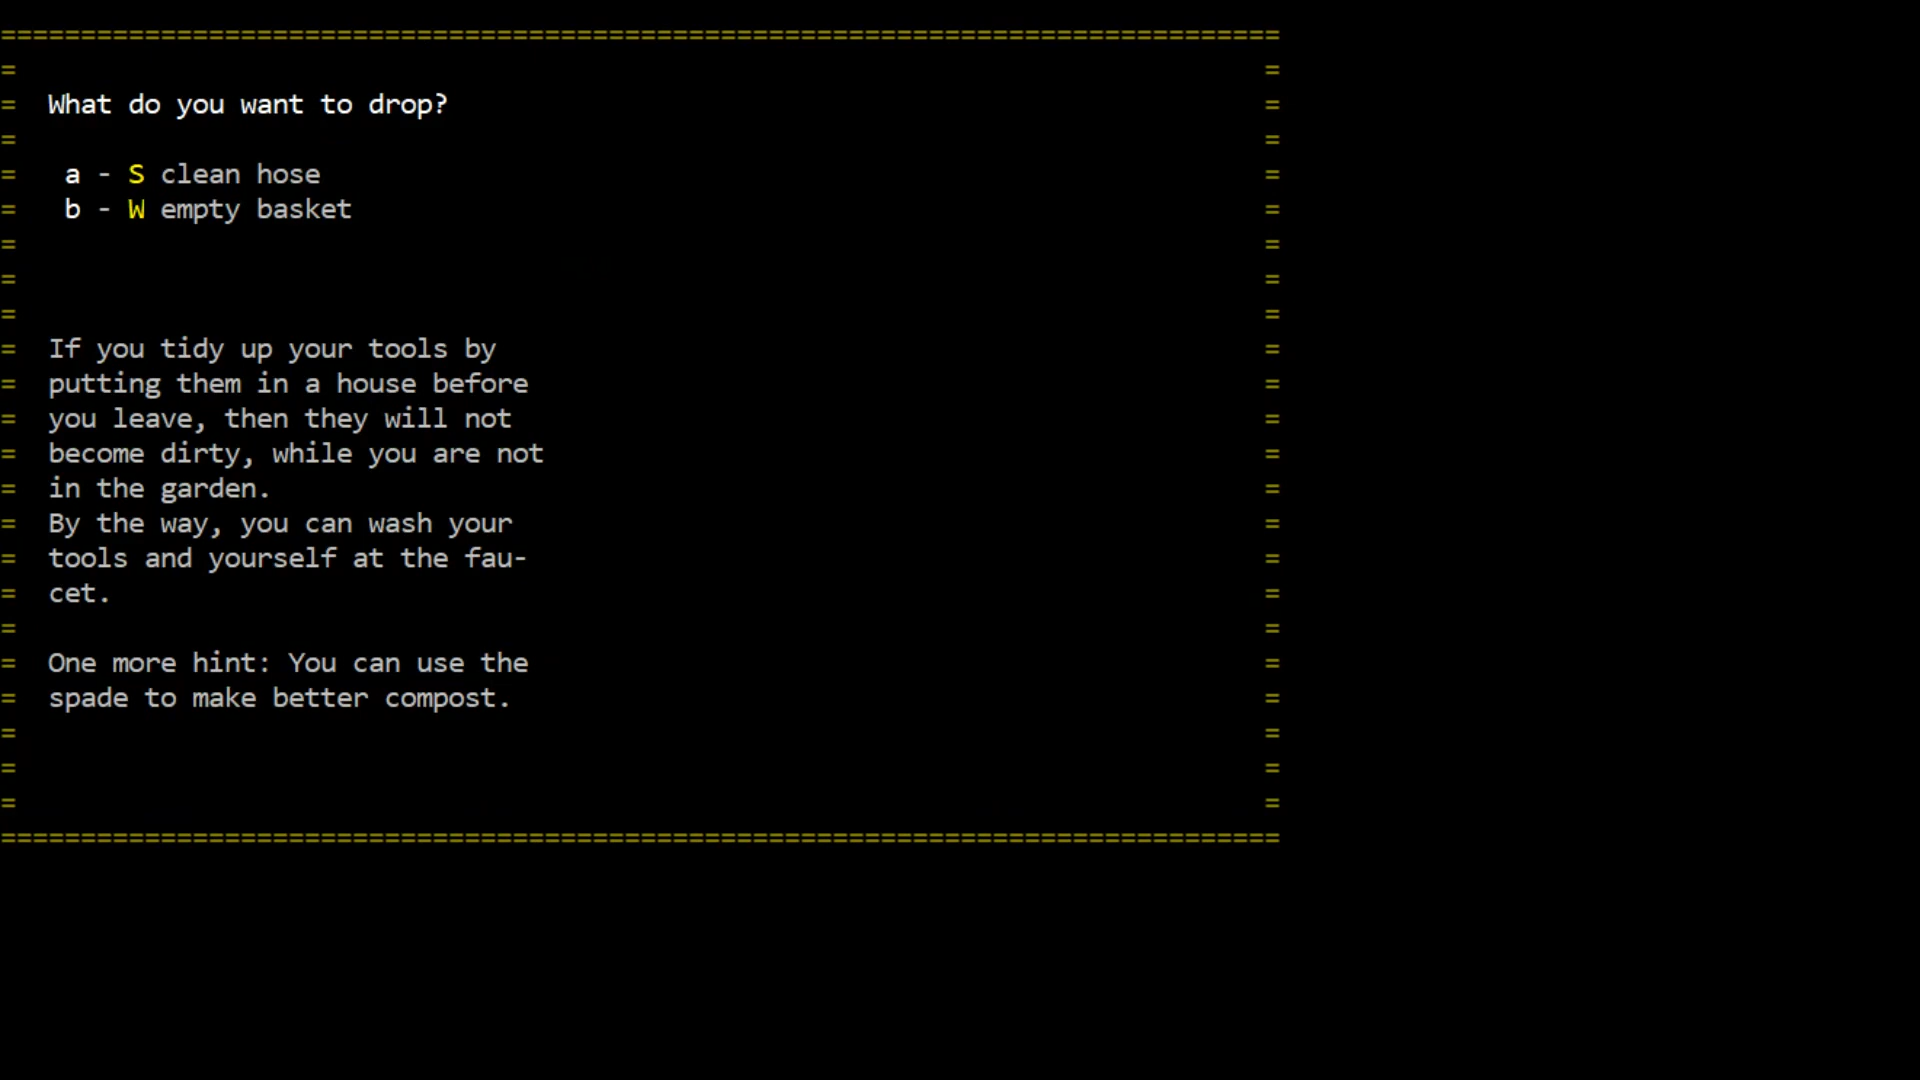 ================================================================================
=                                                                              =
=  What do you want to drop?                                                   =
=                                                                              =
=   a - S clean hose                                                           =
=   b - W empty basket                                                         =
=                                                                              =
=                                                                              =
=                                                                              =
=  If you tidy up your tools by                                                =
=  putting them in a house before                                              =
=  you leave, then they will not                                               =
=  become dirty, while you are not                                             =
=  in the garden.                                                              =
=  By the way, you can wash your                                               =
=  tools and yourself at the fau-                                              =
=  cet.                                                                        =
=                                                                              =
=  One more hint: You can use the                                              =
=  spade to make better compost.                                               =
=                                                                              =
=                                                                              =
=                                                                              =
================================================================================